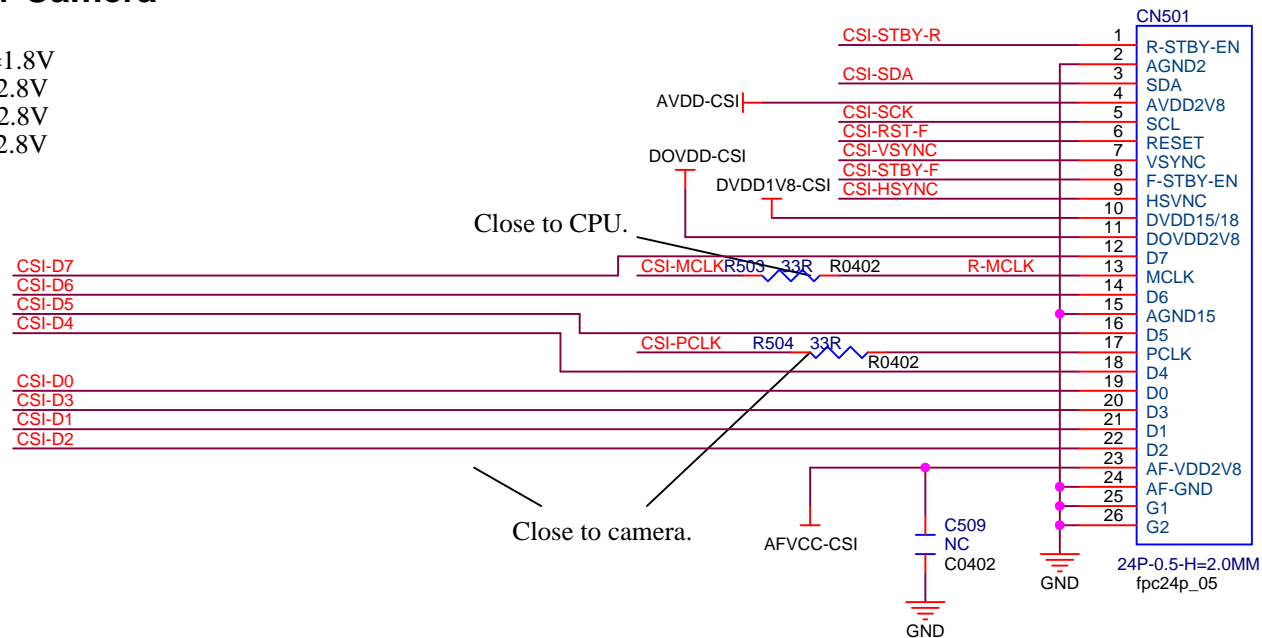 Camera
=1.8V
2.8V
2.8V
2.8V
CN501
CSI-STBY-R 1 R-STBY-EN
2 AGND2
CSI-SDA 3 SDA
AVDD-CSI 4 AVDD2V8
CSI-SCK 5 SCL
CSI-RST-F 6 RESET
CSI-VSYNC 7 VSYNC
DOVDD-CSI
CSI-STBY-F 8 F-STBY-EN
DVDD1V8-CSI
CSI-HSYNC 9 HSVNC
10 DVDD15/18
Close to CPU.
11 DOVDD2V8
CSI-D7 12 D7
CSI-MCLK R503 33R R0402 R-MCLK 13 MCLK
CSI-D6 14 D6
15 AGND15
CSI-D5 16 D5
CSI-PCLK R504 33R R0402 17 PCLK
CSI-D4 18 D4
CSI-D0 19 D0
CSI-D3 20 D3
CSI-D1 21 D1
CSI-D2 22 D2
23 AF-VDD2V8
24 AF-GND
25 G1
26 G2
Close to camera.
AFVCC-CSI
C509
NC
C0402
GND
GND
24P-0.5-H=2.0MM
fpc24p_05